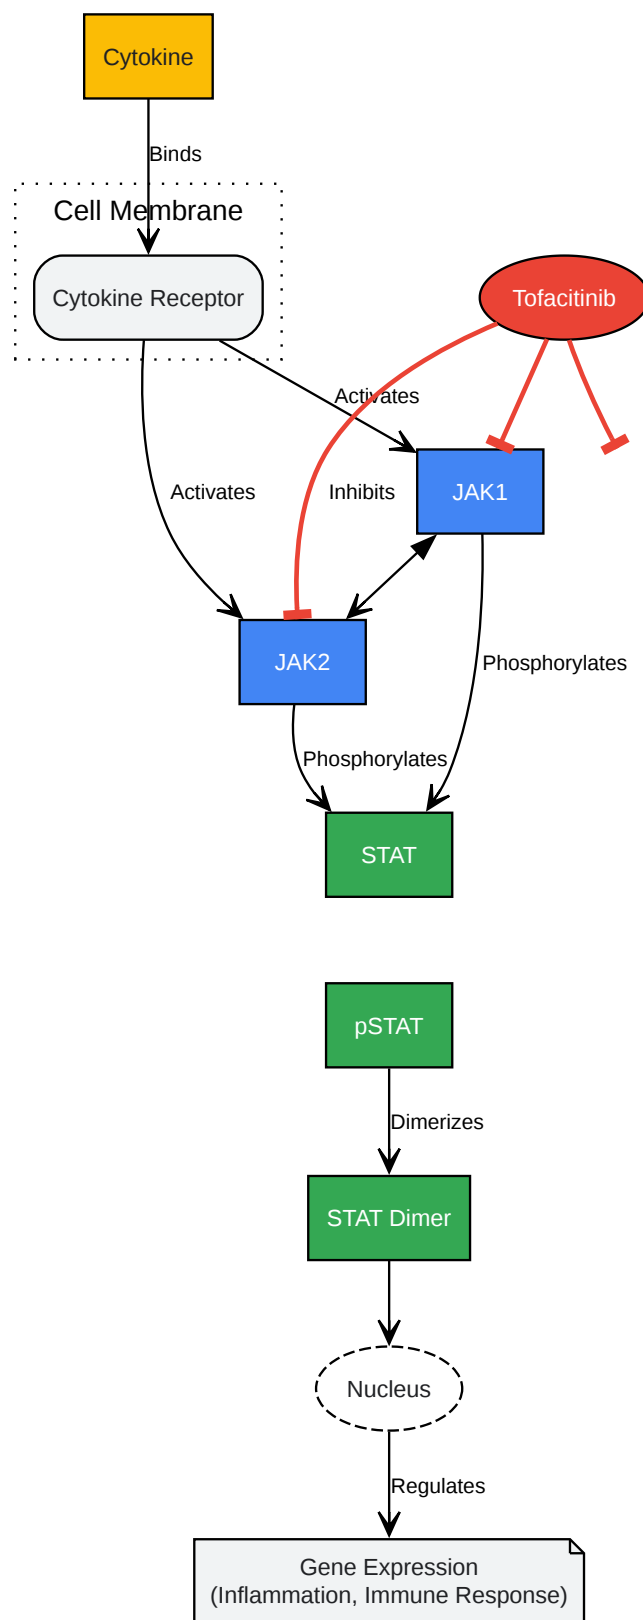 Cytokine
Binds
Cell Membrane
Cytokine Receptor
Tofacitinib
Activates
Activates
Inhibits
JAK1
JAK2
Phosphorylates
Phosphorylates
STAT
pSTAT
Dimerizes
STAT Dimer
Nucleus
Regulates
Gene Expression
(Inflammation, Immune Response)